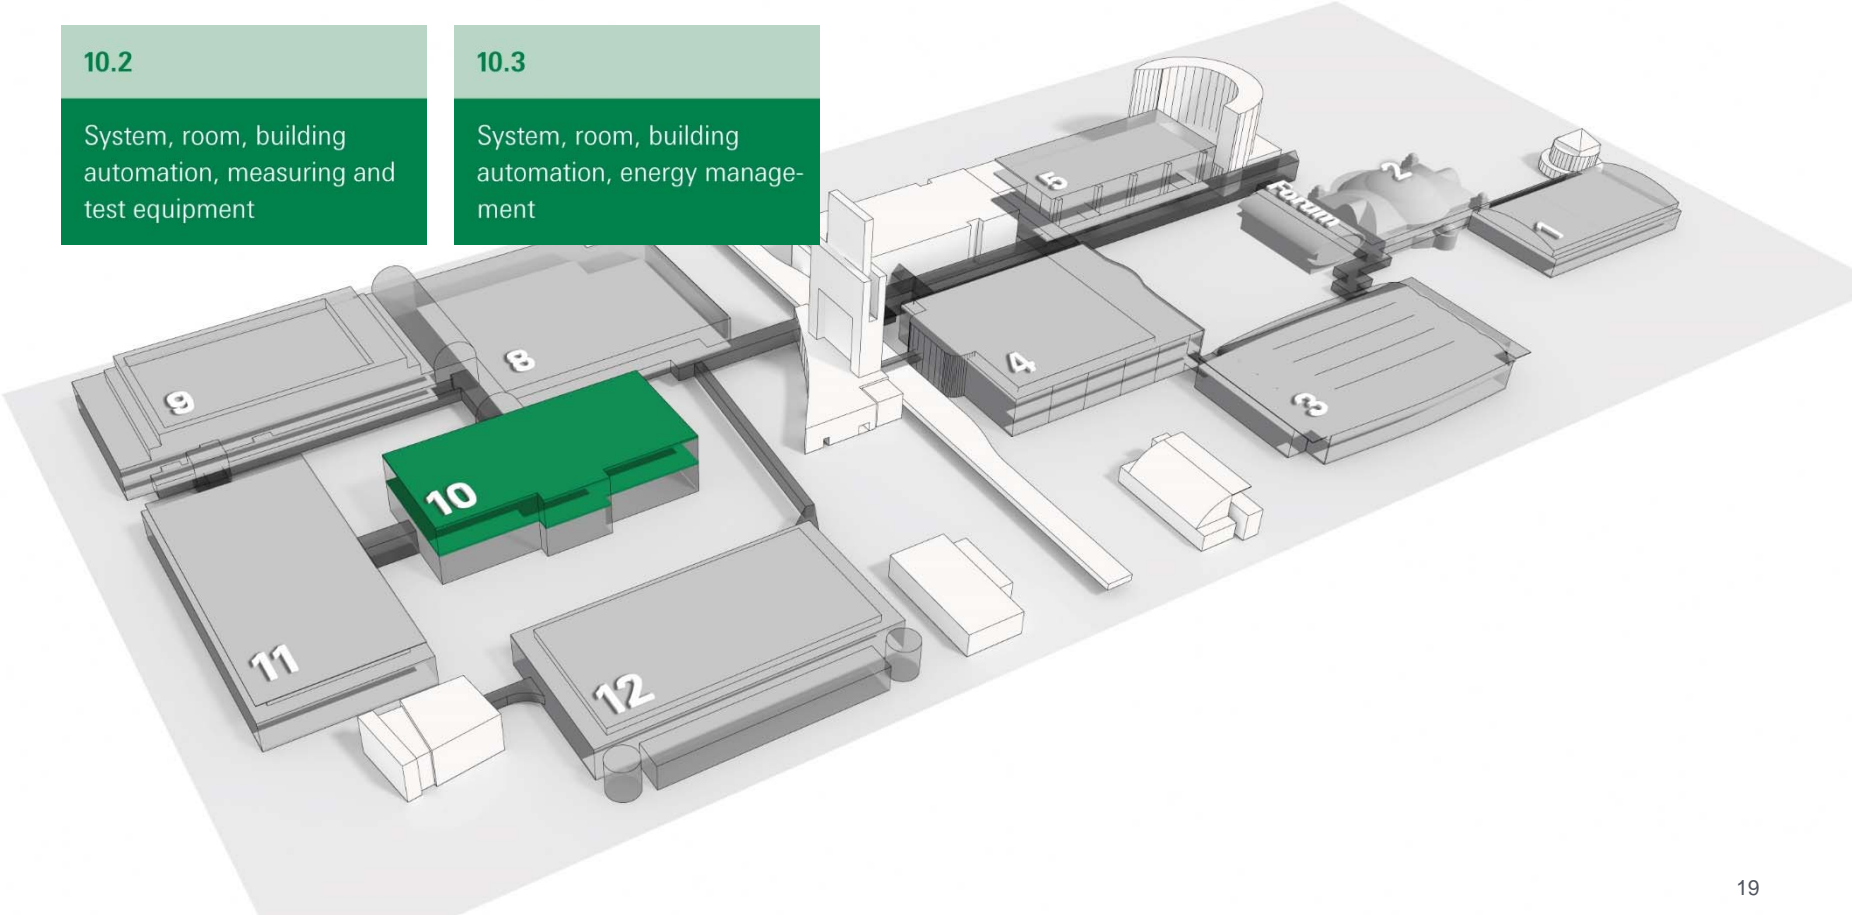 10.2
System, room, building
automation, measuring and
test equipment
10.3
System, room, building
automation, energy manage-
ment
5
2
Forum
1
8
4
9
3
10
11
12
19